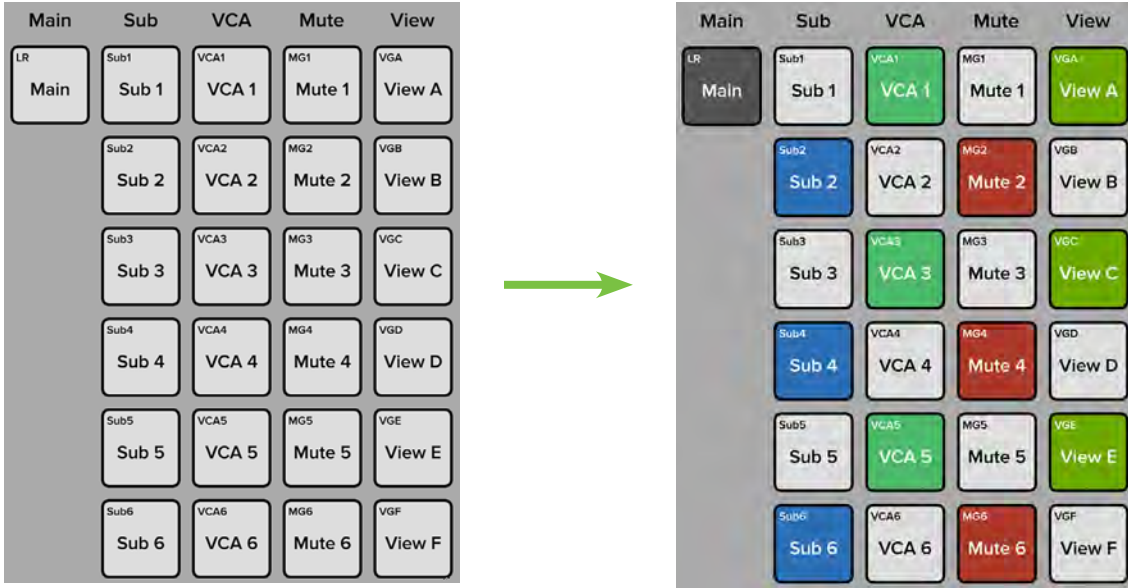 Main Sub VCA Mute View
LR Sub1 VCA1 MG1 VGA
Main Sub 1 VCA 1 Mute 1 View A
Sub2 VCA2 MG2 VGB
Sub 2 VCA 2 Mute 2 View B
Sub3 VCA3 MG3 VGC
Sub 3 VCA 3 Mute 3 View C
Sub4 VCA4 MG4 VGD
Sub 4 VCA 4 Mute 4 View D
Sub5 VCA5 MG5 VGE
Sub 5 VCA 5 Mute 5 View E
Sub6 VCA6 MG6 VGF
Sub 6 VCA 6 Mute 6 View F
Main Sub VCA Mute View
LR Sub1 VCA1 MG1 VGA
Main Sub 1 VCA 1 Mute 1 View A
Sub2 VCA2 MG2 VGB
Sub 2 VCA 2 Mute 2 View B
Sub3 VCA3 MG3 VGC
Sub 3 VCA 3 Mute 3 View C
Sub4 VCA4 MG4 VGD
Sub 4 VCA 4 Mute 4 View D
Sub5 VCA5 MG5 VGE
Sub 5 VCA 5 Mute 5 View E
Sub6 VCA6 MG6 VGF
Sub 6 VCA 6 Mute 6 View F